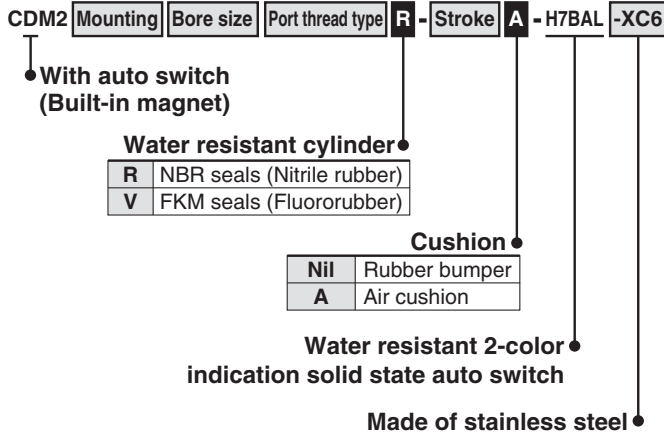 CDM2 Mounting Bore size Port thread type R - Stroke A - H7BAL -XC6
With auto switch
(Built-in magnet)
Water resistant cylinder
R NBR seals (Nitrile rubber)
V FKM seals (Fluororubber)
Cushion
Nil Rubber bumper
A Air cushion
Water resistant 2-color
indication solid state auto switch
Made of stainless steel